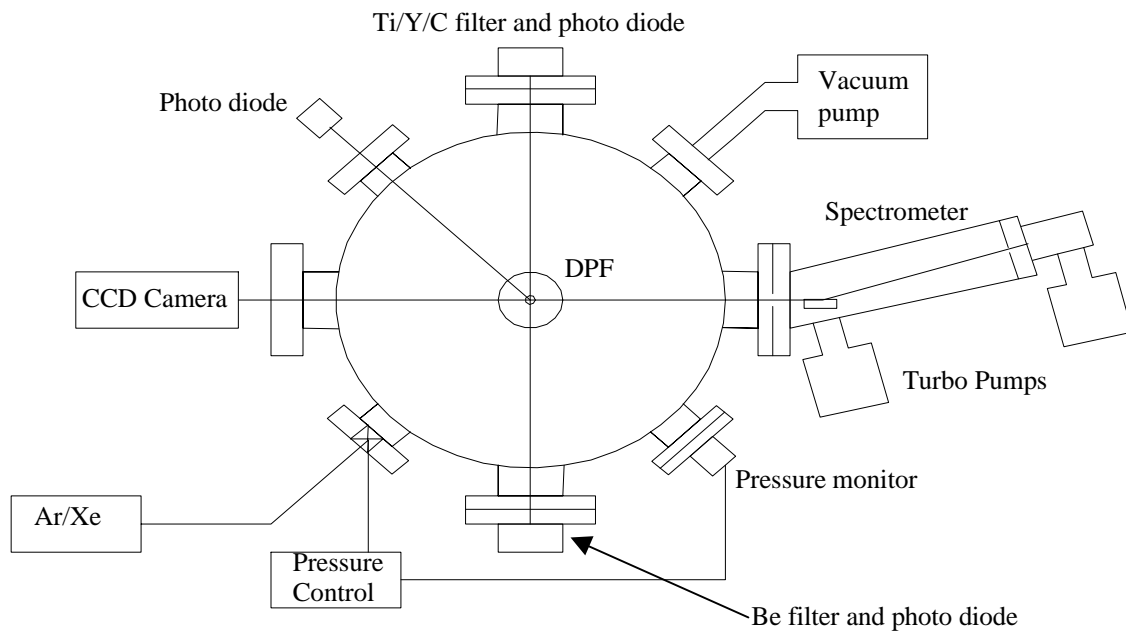 Ti/Y/C filter and photo diode
Photo diode
Vacuum
pump
Spectrometer
DPF
CCD Camera
Turbo Pumps
Pressure monitor
Ar/Xe
Pressure
Control
Be filter and photo diode